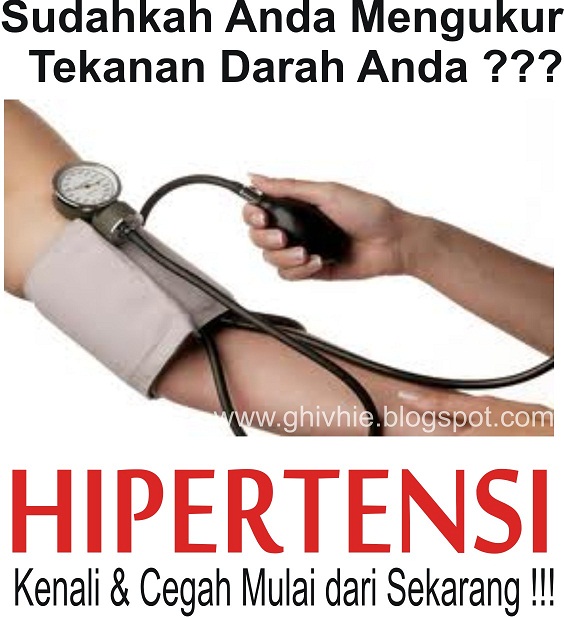 Sudahkah Anda Mengukur
Tekanan Darah Anda ???
www.ghivhie.blogspot.com
HIPERTENSI
Kenali & Cegah Mulai dari Sekarang !!!